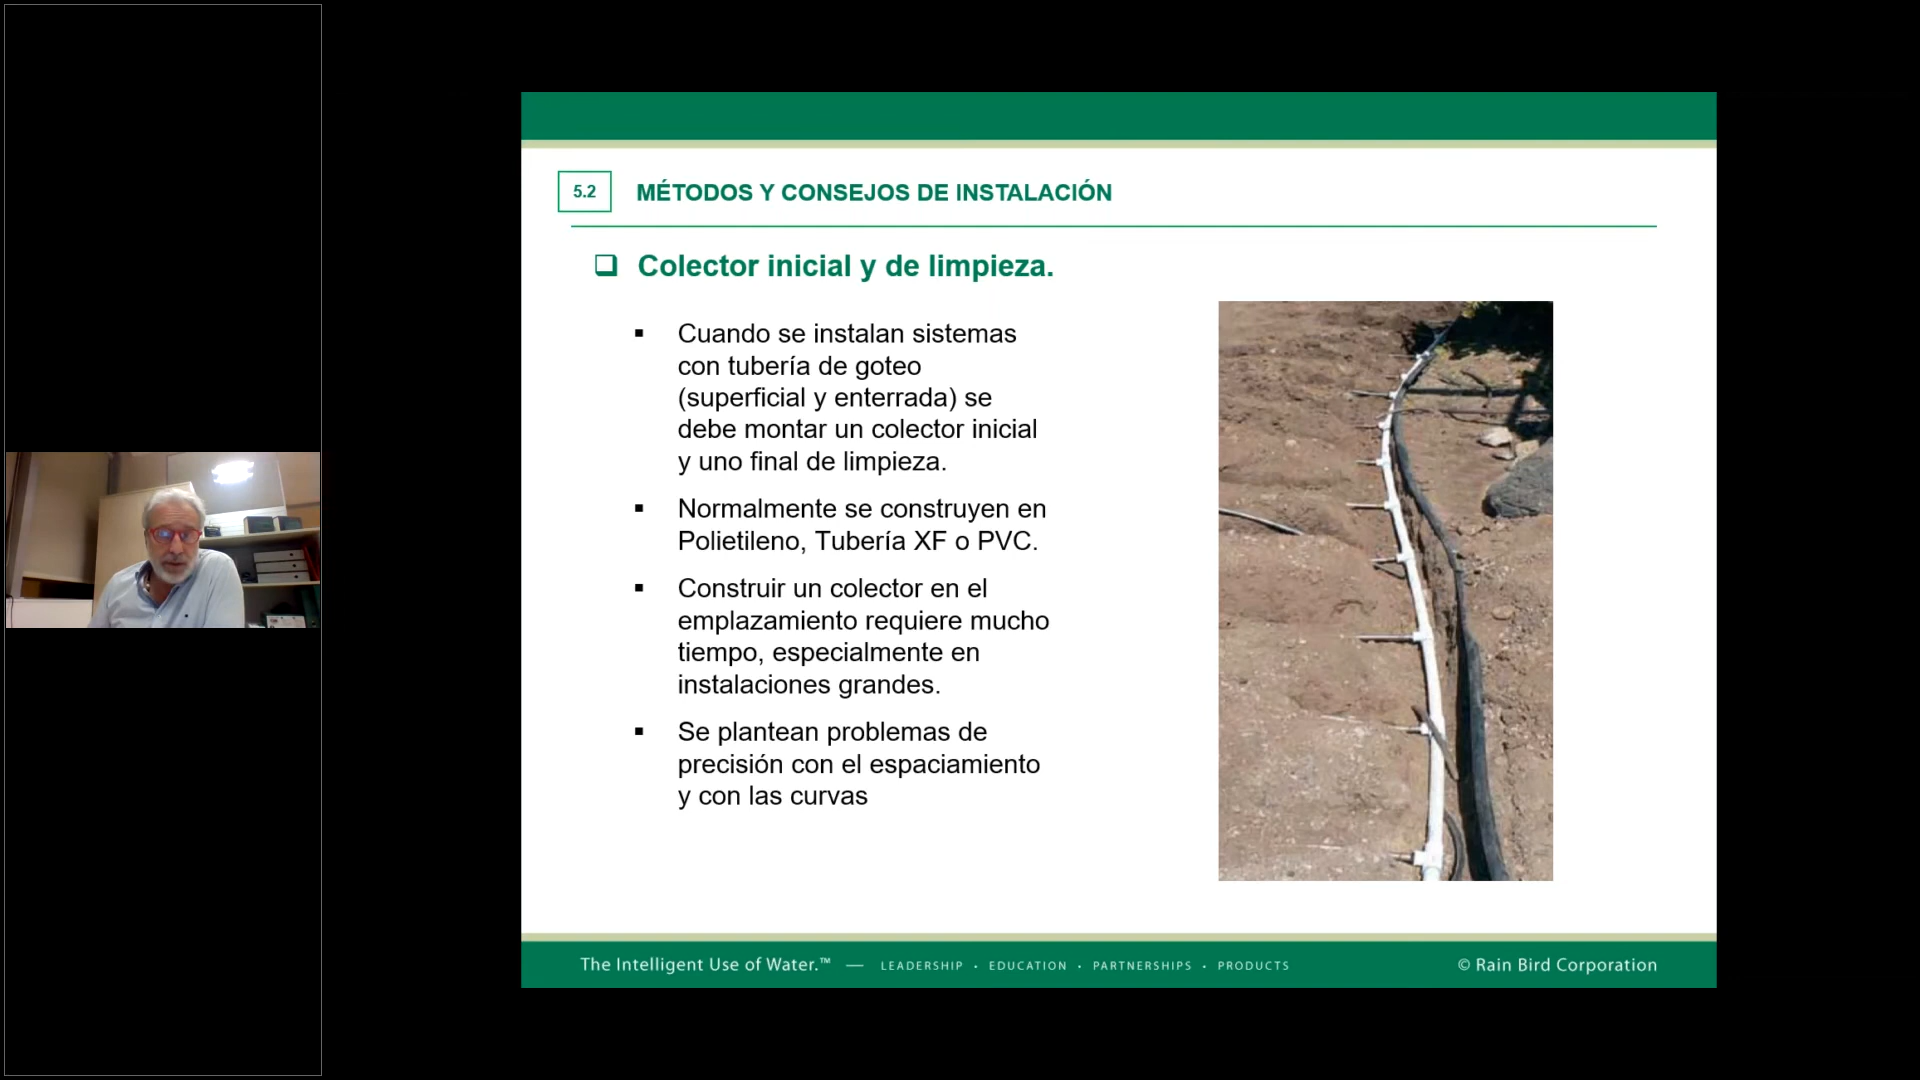 5.2 MÉTODOS Y CONSEJOS DE INSTALACIÓN
❑ Colector inicial y de limpieza.
▪ Cuando se instalan sistemas
con tubería de goteo
(superficial y enterrada) se
debe montar un colector inicial
y uno final de limpieza.
▪ Normalmente se construyen en
Polietileno, Tubería XF o PVC.
▪ Construir un colector en el
emplazamiento requiere mucho
tiempo, especialmente en
instalaciones grandes.
▪ Se plantean problemas de
precisión con el espaciamiento
y con las curvas
The Intelligent Use of Water.™ — LEADERSHIP • EDUCATION • PARTNERSHIPS • PRODUCTS © Rain Bird Corporation